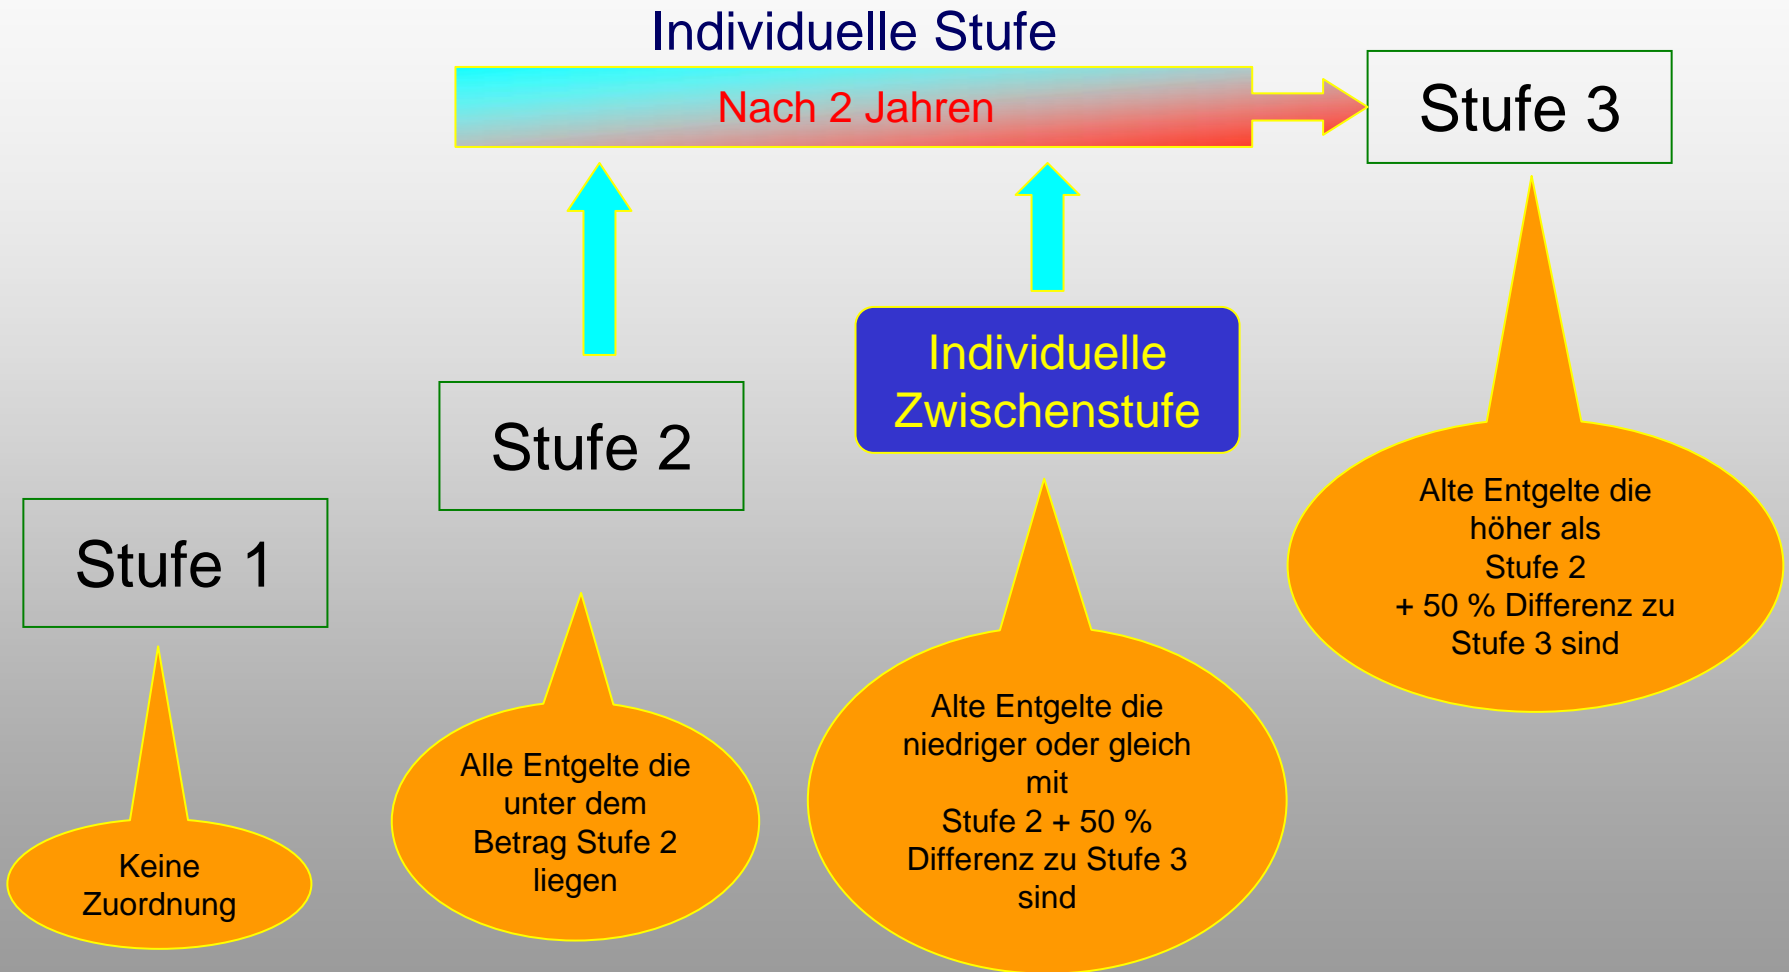 Individuelle Stufe
Nach 2 Jahren
Stufe 3
Individuelle
Zwischenstufe
Stufe 2
Stufe 1
Alte Entgelte die
höher als
Stufe 2
+ 50 % Differenz zu
Stufe 3 sind
Alte Entgelte die
niedriger oder gleich
mit
Stufe 2 + 50 %
Differenz zu Stufe 3
sind
Alle Entgelte die
unter dem
Betrag Stufe 2
liegen
Keine
Zuordnung